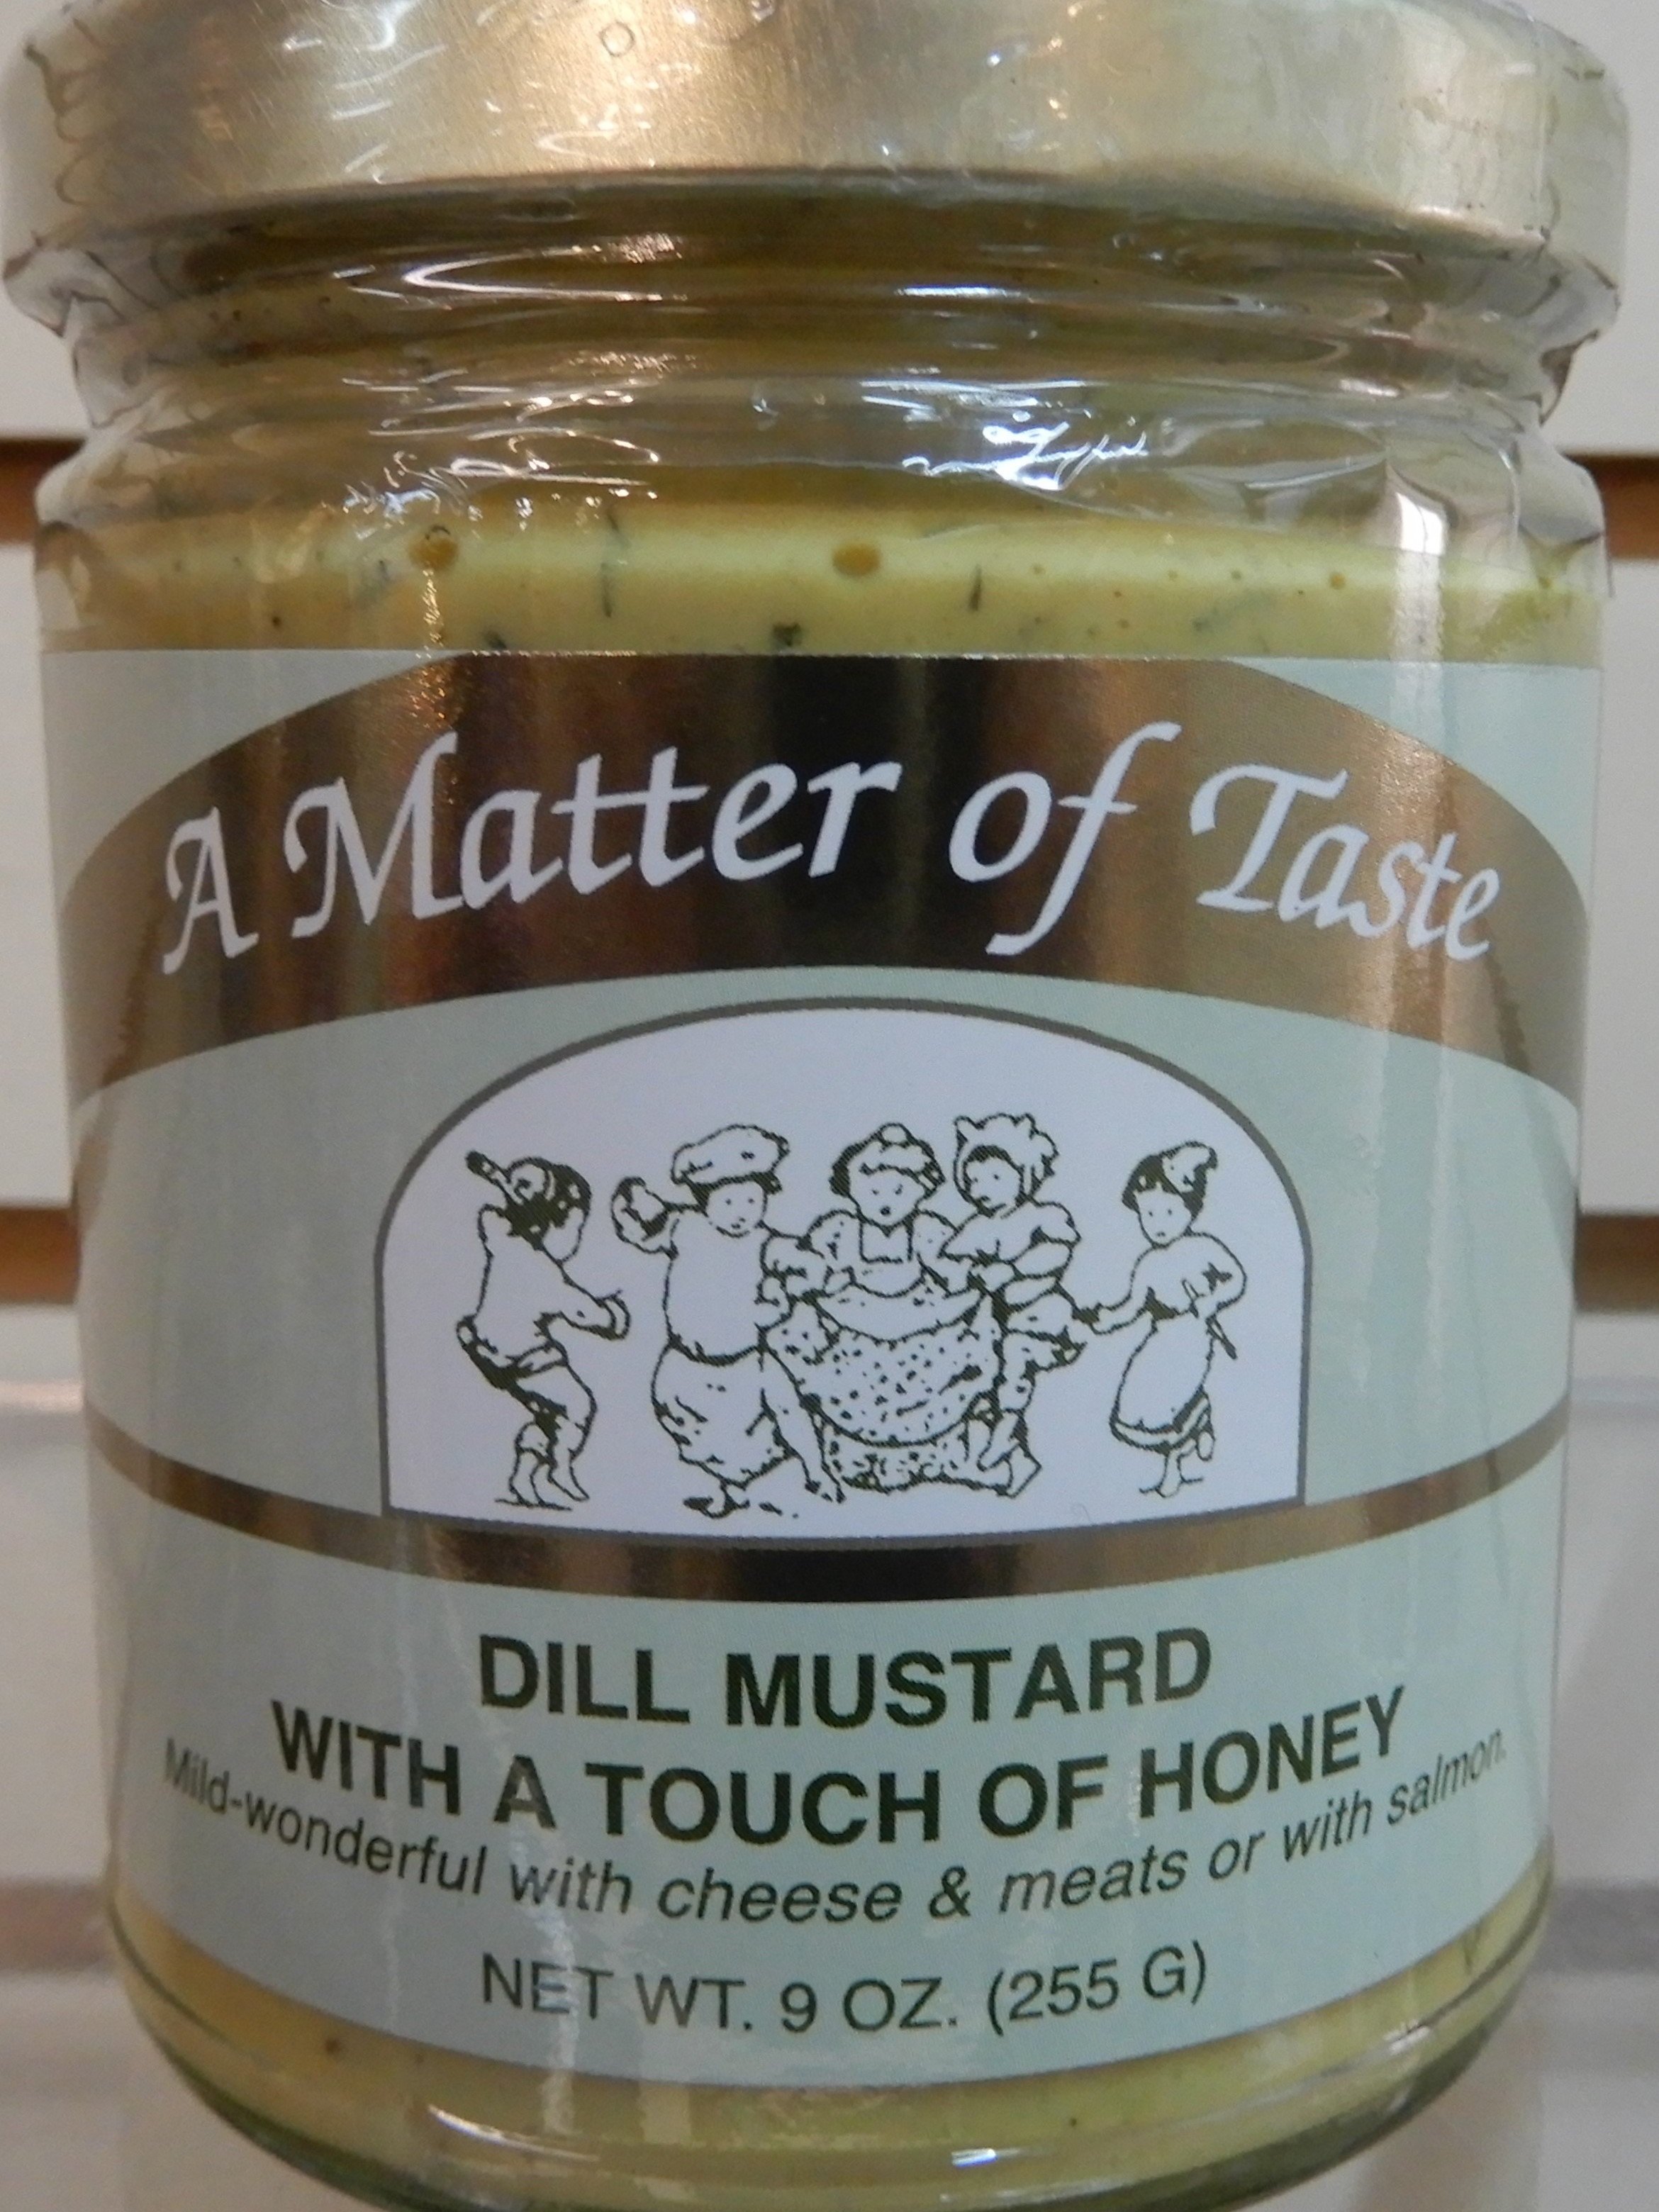 A Matter of Taste
DILL MUSTARD
WITH A TOUCH OF HONEY
Mild-wonderful with cheese & meats or with salmon.
NET WT. 9 OZ. (255 G)